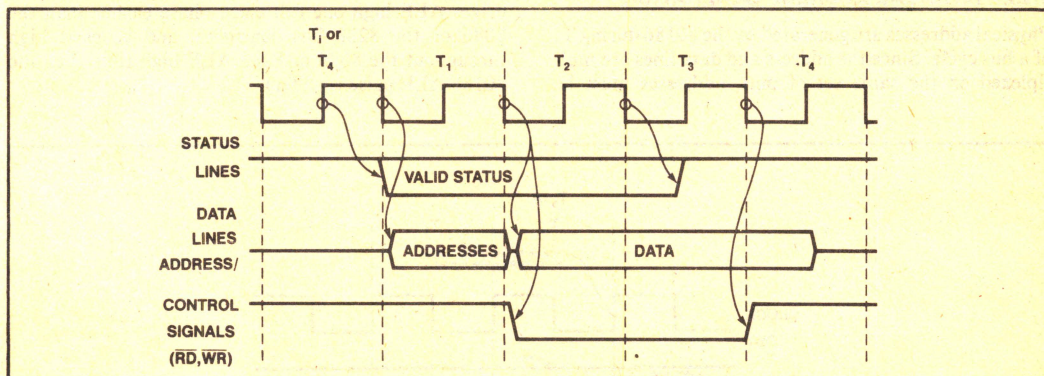 Ti or
T4 T1 T2 T3 T4
STATUS
LINES VALID STATUS
DATA
LINES ADDRESSES DATA
ADDRESS/
CONTROL
SIGNALS
(RD,WR)